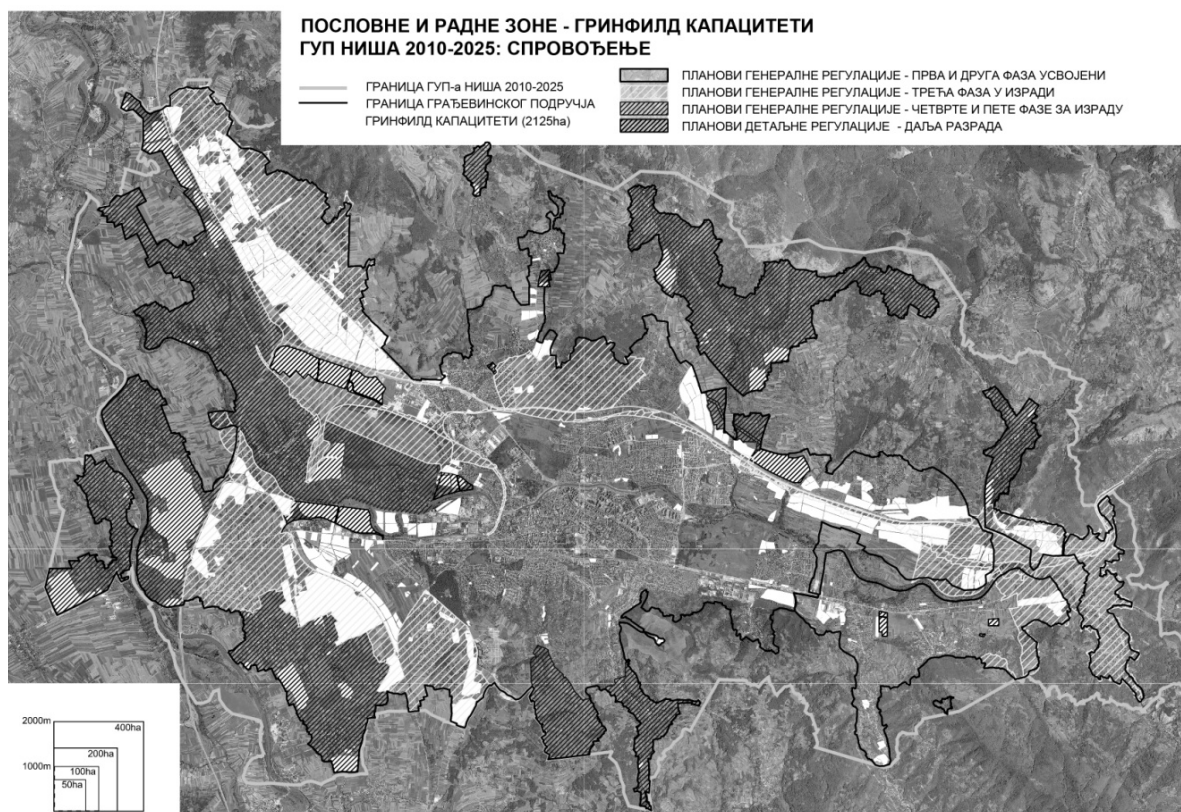 ПОСЛОВНЕ И РАДНЕ ЗОНЕ - ГРИНФИЛД КАПАЦИТЕТИ
ГУП НИША 2010-2025: СПРОВОЂЕЊЕ
ГРАНИЦА ГУП-а НИША 2010-2025
ГРАНИЦА ГРАЂЕВИНСКОГ ПОДРУЧЈА
ГРИНФИЛД КАПАЦИТЕТИ (2125ha)
ПЛАНОВИ ГЕНЕРАЛНЕ РЕГУЛАЦИЈЕ - ПРВА И ДРУГА ФАЗА УСВОЈЕНИ
ПЛАНОВИ ГЕНЕРАЛНЕ РЕГУЛАЦИЈЕ - ТРЕЋА ФАЗА У ИЗРАДИ
ПЛАНОВИ ГЕНЕРАЛНЕ РЕГУЛАЦИЈЕ - ЧЕТВРТЕ И ПЕТЕ ФАЗЕ ЗА ИЗРАДУ
ПЛАНОВИ ДЕТАЉНЕ РЕГУЛАЦИЈЕ - ДАЉА РАЗРАДА
2000m
400ha
200ha
1000m
100ha
50ha